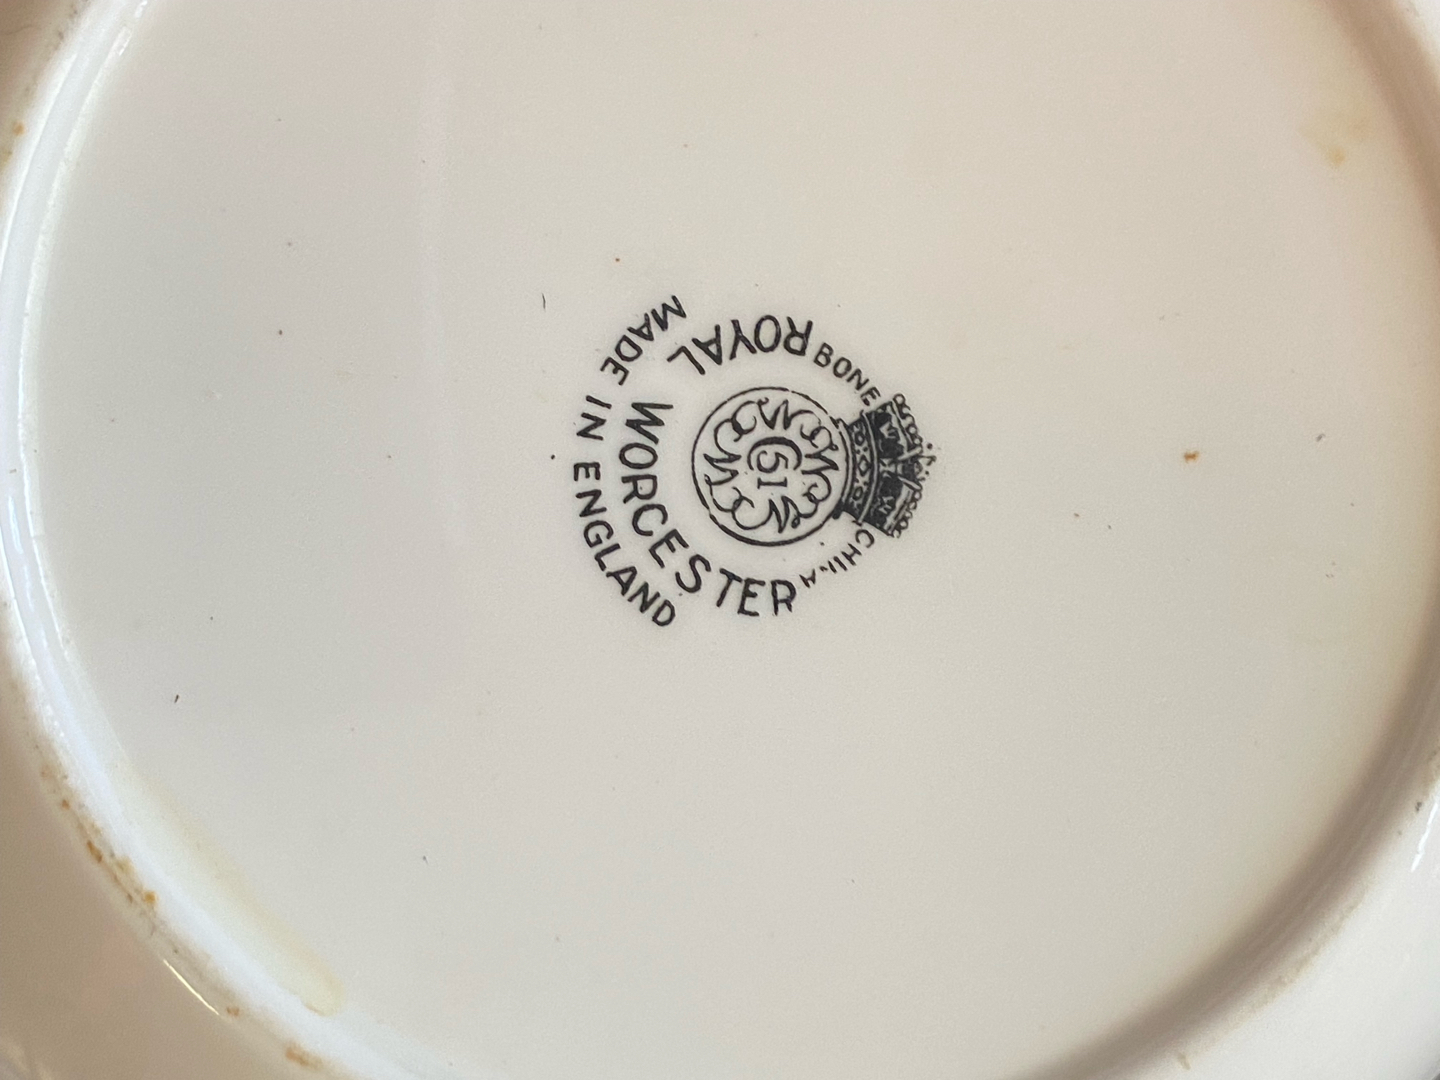 BONE CHINA
51
ROYAL WORCESTER
MADE IN ENGLAND